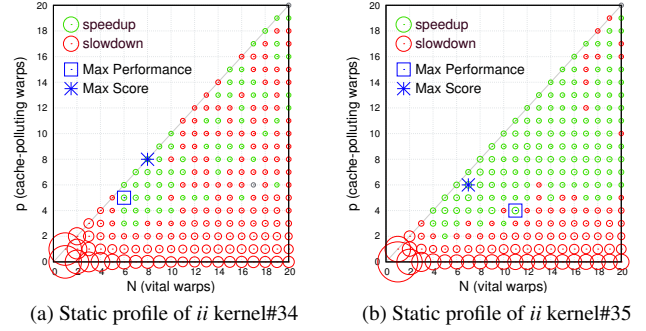 speedup
slowdown
Max Performance
Max Score
p (cache-polluting warps)
20
18
16
14
12
10
8
6
4
2
0
0 2 4 6 8 10 12 14 16 18 20
N (vital warps)
(a) Static profile of ii kernel#34
speedup
slowdown
Max Performance
Max Score
p (cache-polluting warps)
20
18
16
14
12
10
8
6
4
2
0
0 2 4 6 8 10 12 14 16 18 20
N (vital warps)
(b) Static profile of ii kernel#35